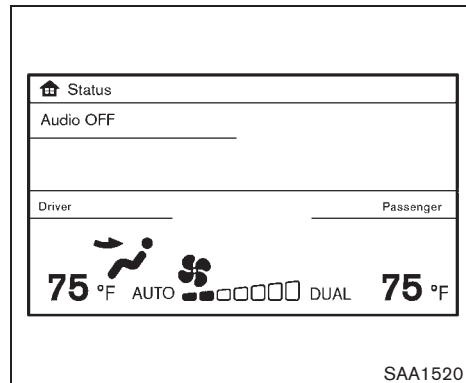 Status
Audio OFF
Driver Passenger
75 °F AUTO DUAL 75 °F
SAA1520